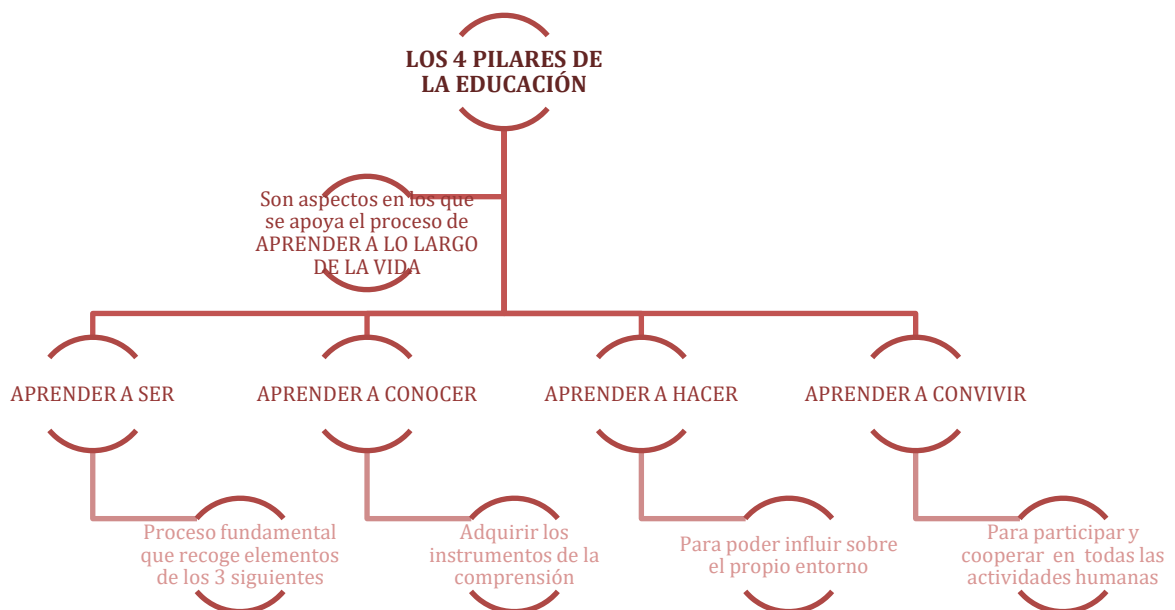 LOS 4 PILARES DE
LA EDUCACIÓN
Son aspectos en los que
se apoya el proceso de
APRENDER A LO LARGO
DE LA VIDA
APRENDER A SER
APRENDER A CONOCER
APRENDER A HACER
APRENDER A CONVIVIR
Proceso fundamental
que recoge elementos
de los 3 siguientes
Adquirir los
instrumentos de la
comprensión
Para poder influir sobre
el propio entorno
Para participar y
cooperar en todas las
actividades humanas